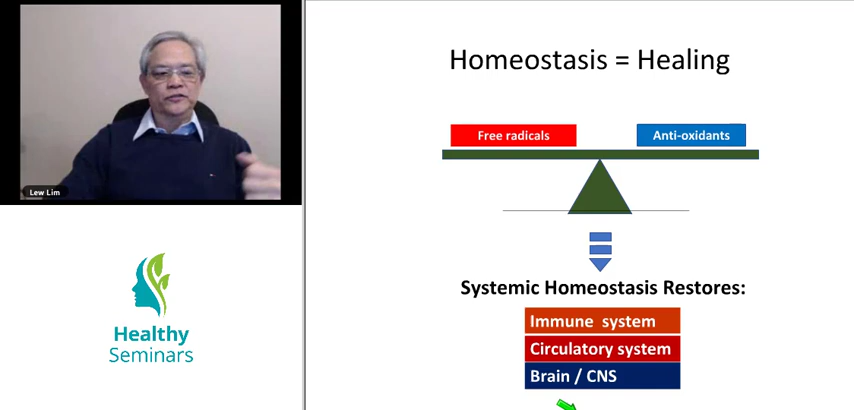 Lew Lim
Healthy
Seminars
Homeostasis = Healing
Free radicals
Anti-oxidants
Systemic Homeostasis Restores:
Immune system
Circulatory system
Brain / CNS